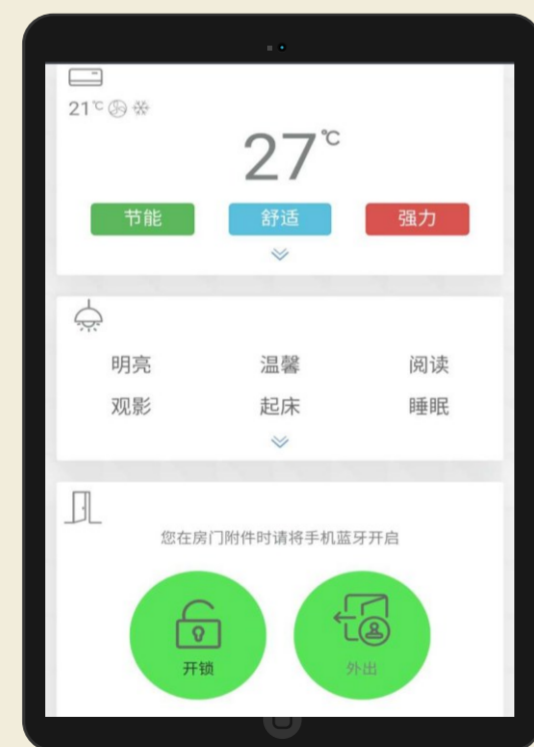 21℃
27℃
节能 舒适 强力
明亮 温馨 阅读
观影 起床 睡眠
您在房门附件时请将手机蓝牙开启
开锁 外出